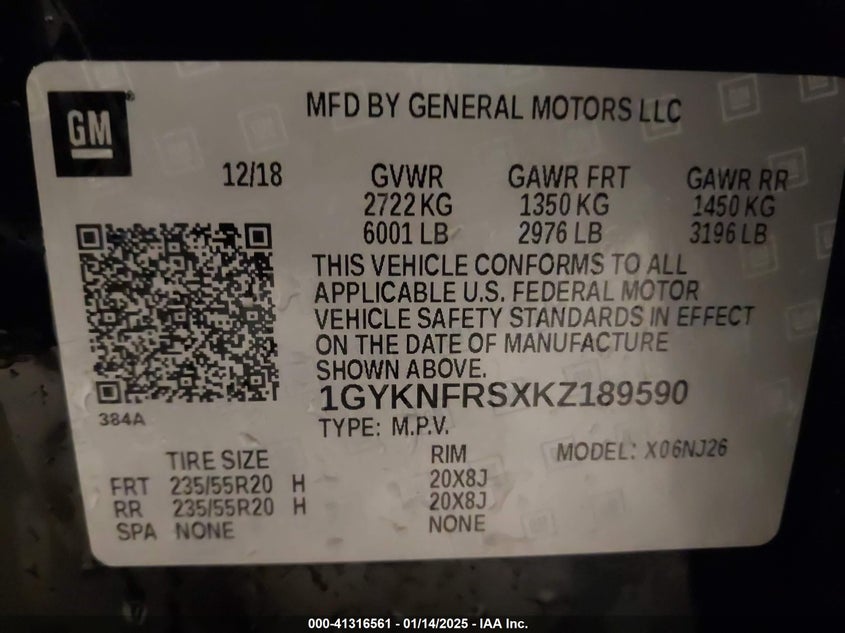 GM®
MFD BY GENERAL MOTORS LLC
12/18 GVWR GAWR FRT GAWR RR
2722 KG 1350 KG 1450 KG
6001 LB 2976 LB 3196 LB
THIS VEHICLE CONFORMS TO ALL
APPLICABLE U.S. FEDERAL MOTOR
VEHICLE SAFETY STANDARDS IN EFFECT
ON THE DATE OF MANUFACTURE
SHOWN ABOVE.
384A
1GYKNFRSXKZ189590
TYPE: M.P.V.
TIRE SIZE RIM MODEL: X06NJ26
FRT 235/55R20 H 20X8J
RR 235/55R20 H 20X8J
SPA NONE NONE
000-41316561 - 01/14/2025 - IAA Inc.